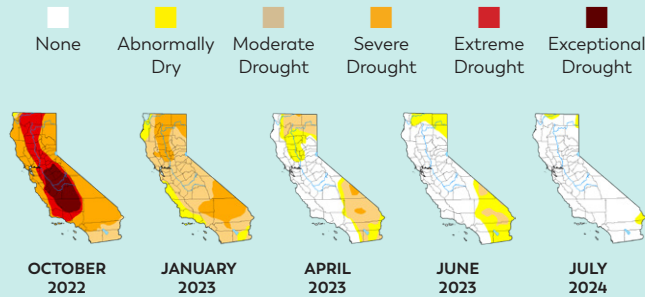 None
Abnormally
Dry
Moderate
Drought
Severe
Drought
Extreme
Drought
Exceptional
Drought
OCTOBER
2022
JANUARY
2023
APRIL
2023
JUNE
2023
JULY
2024